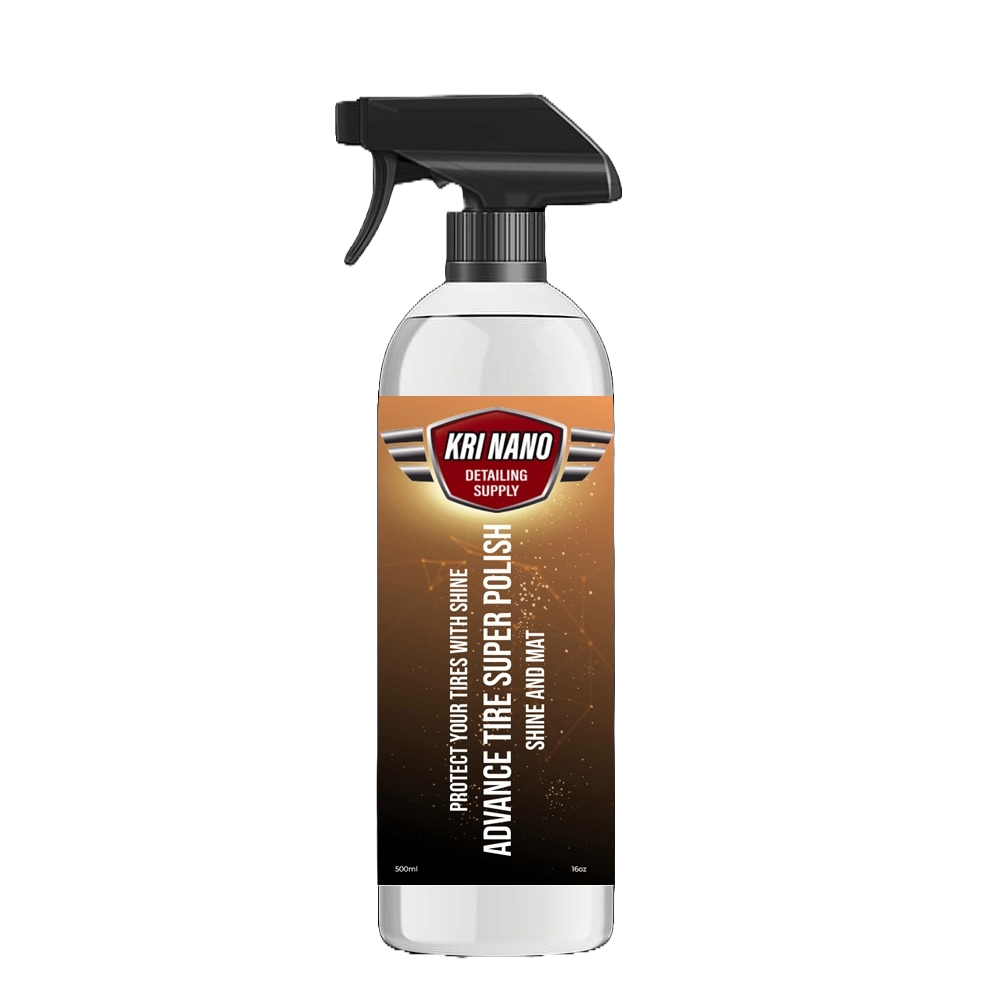 KRI NANO
DETAILING
SUPPLY
PROTECT YOUR TIRES WITH SHINE
ADVANCE TIRE SUPER POLISH
SHINE AND MAT
500ml
16oz